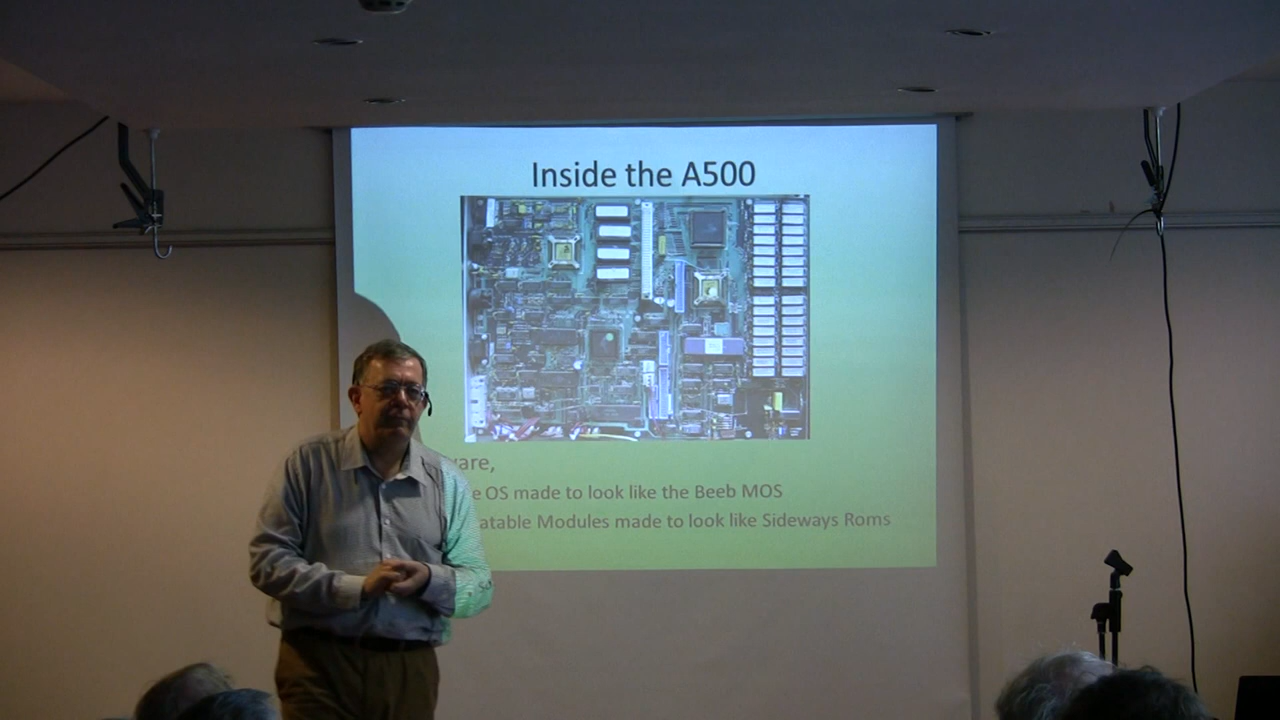 Inside the A500
ware,
e OS made to look like the Beeb MOS
atable Modules made to look like Sideways Roms